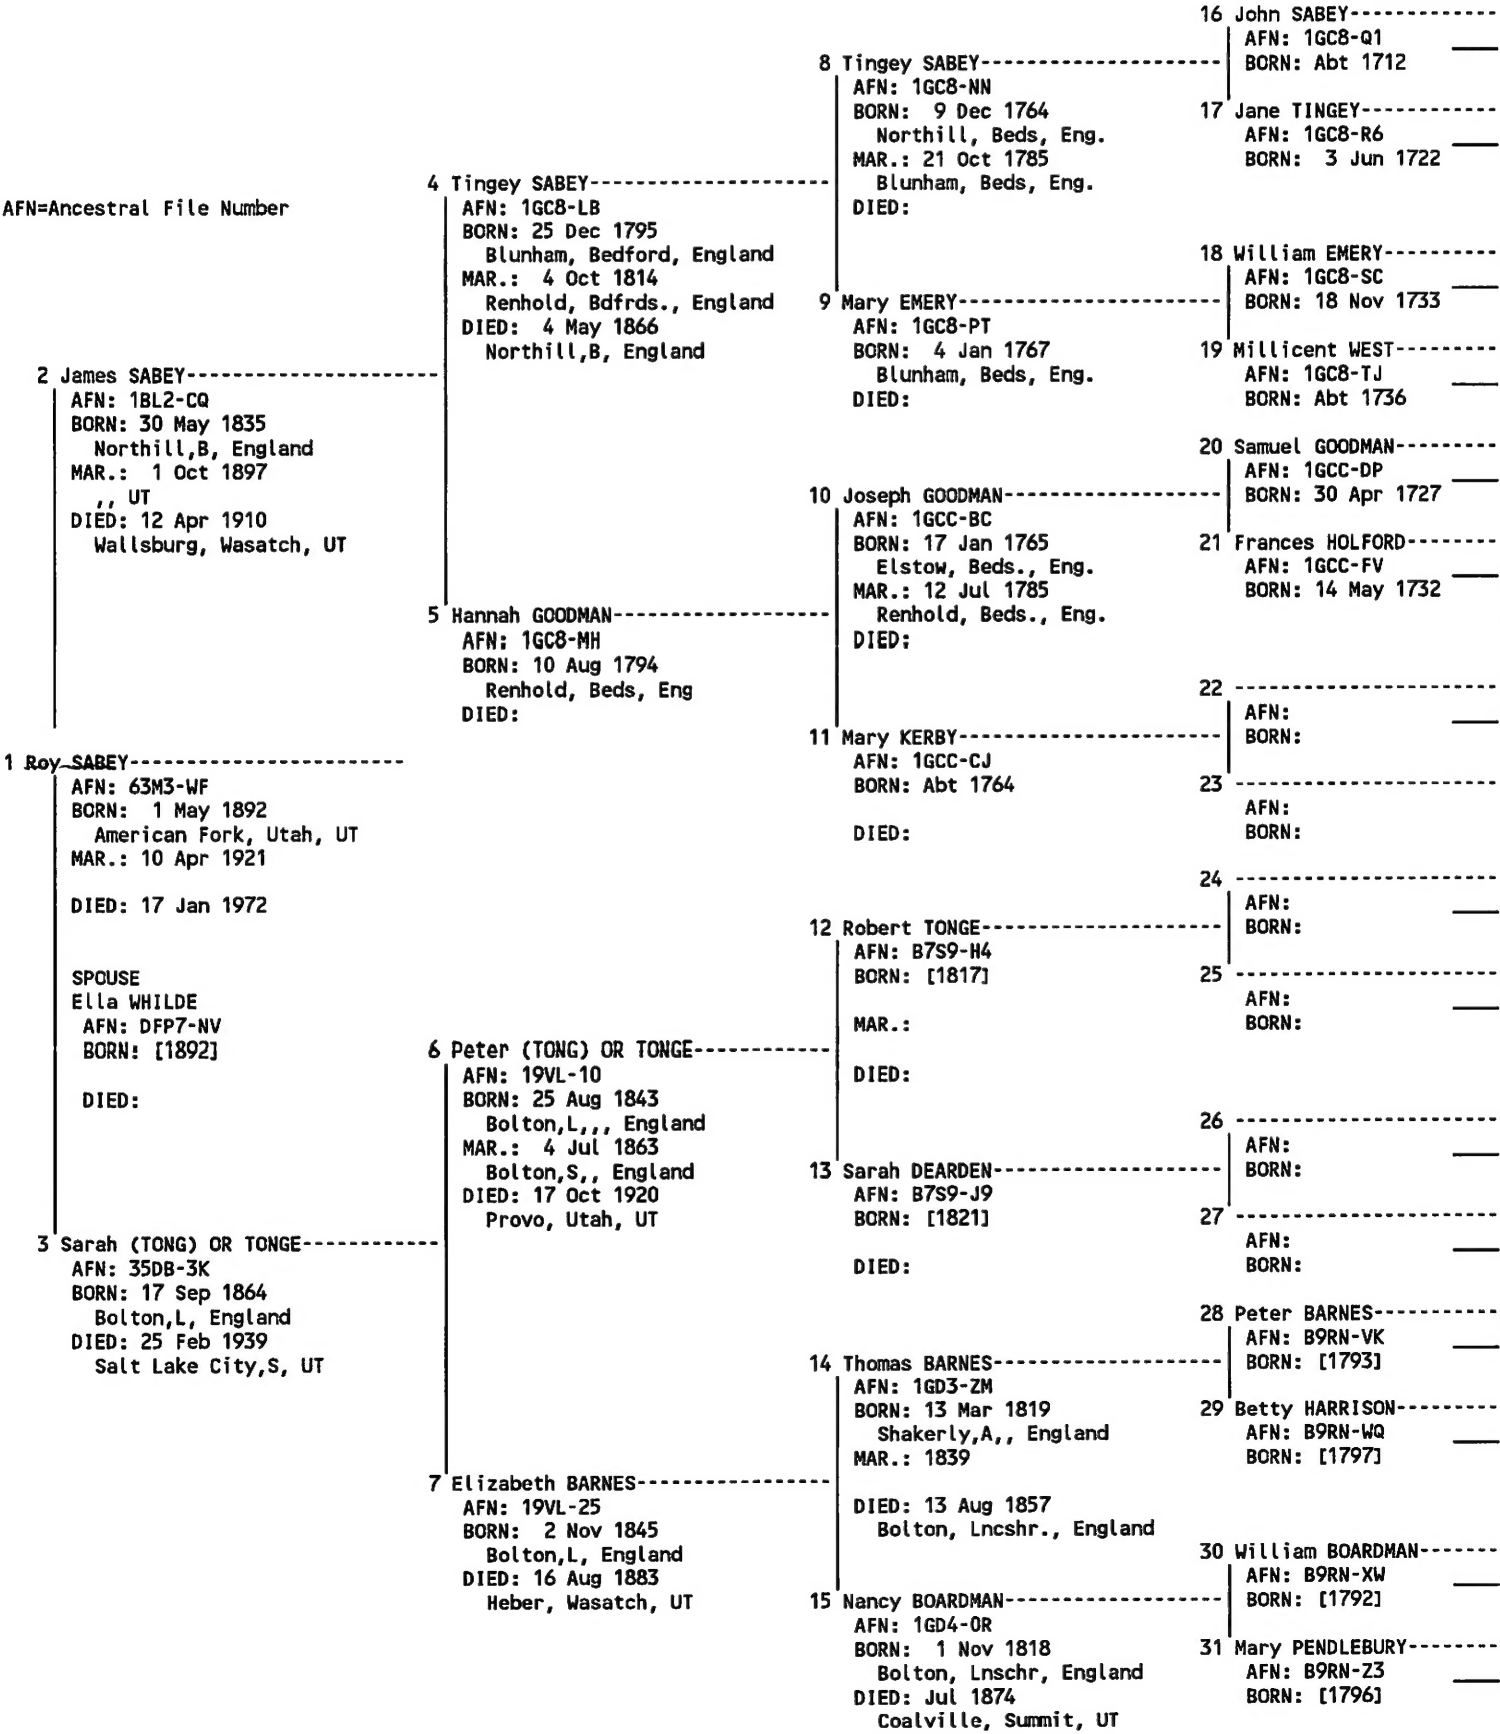 AFN=Ancestral File Number
1 Roy SABEY
AFN: 63M3-WF
BORN: 1 May 1892
American Fork, Utah, UT
MAR.: 10 Apr 1921
DIED: 17 Jan 1972
SPOUSE
Ella WHILDE
AFN: DFP7-NV
BORN: [1892]
DIED:
2 James SABEY
AFN: 1BL2-CQ
BORN: 30 May 1835
Northill,B, England
MAR.: 1 Oct 1897
,, UT
DIED: 12 Apr 1910
Wallsburg, Wasatch, UT
3 Sarah (TONG) OR TONGE
AFN: 35DB-3K
BORN: 17 Sep 1864
Bolton,L, England
DIED: 25 Feb 1939
Salt Lake City,S, UT
4 Tingey SABEY
AFN: 1GC8-LB
BORN: 25 Dec 1795
Blunham, Bedford, England
MAR.: 4 Oct 1814
Renhold, Bdfrds., England
DIED: 4 May 1866
Northill,B, England
5 Hannah GOODMAN
AFN: 1GC8-MH
BORN: 10 Aug 1794
Renhold, Beds, Eng
DIED:
6 Peter (TONG) OR TONGE
AFN: 19VL-10
BORN: 25 Aug 1843
Bolton,L,,, England
MAR.: 4 Jul 1863
Bolton,S,, England
DIED: 17 Oct 1920
Provo, Utah, UT
7 Elizabeth BARNES
AFN: 19VL-25
BORN: 2 Nov 1845
Bolton,L, England
DIED: 16 Aug 1883
Heber, Wasatch, UT
8 Tingey SABEY
AFN: 1GC8-NN
BORN: 9 Dec 1764
Northill, Beds, Eng.
MAR.: 21 Oct 1785
Blunham, Beds, Eng.
DIED:
9 Mary EMERY
AFN: 1GC8-PT
BORN: 4 Jan 1767
Blunham, Beds, Eng.
DIED:
10 Joseph GOODMAN
AFN: 1GCC-BC
BORN: 17 Jan 1765
Elstow, Beds., Eng.
MAR.: 12 Jul 1785
Renhold, Beds., Eng.
DIED:
11 Mary KERBY
AFN: 1GCC-CJ
BORN: Abt 1764
DIED:
12 Robert TONGE
AFN: B7S9-H4
BORN: [1817]
MAR.:
DIED:
13 Sarah DEARDEN
AFN: B7S9-J9
BORN: [1821]
DIED:
14 Thomas BARNES
AFN: 1GD3-ZM
BORN: 13 Mar 1819
Shakerly,A,, England
MAR.: 1839
DIED: 13 Aug 1857
Bolton, Lncshr., England
15 Nancy BOARDMAN
AFN: 1GD4-0R
BORN: 1 Nov 1818
Bolton, Lnschr, England
DIED: Jul 1874
Coalville, Summit, UT
16 John SABEY
AFN: 1GC8-Q1
BORN: Abt 1712
17 Jane TINGEY
AFN: 1GC8-R6
BORN: 3 Jun 1722
18 William EMERY
AFN: 1GC8-SC
BORN: 18 Nov 1733
19 Millicent WEST
AFN: 1GC8-TJ
BORN: Abt 1736
20 Samuel GOODMAN
AFN: 1GCC-DP
BORN: 30 Apr 1727
21 Frances HOLFORD
AFN: 1GCC-FV
BORN: 14 May 1732
22
AFN:
BORN:
23
AFN:
BORN:
24
AFN:
BORN:
25
AFN:
BORN:
26
AFN:
BORN:
27
AFN:
BORN:
28 Peter BARNES
AFN: B9RN-VK
BORN: [1793]
29 Betty HARRISON
AFN: B9RN-WQ
BORN: [1797]
30 William BOARDMAN
AFN: B9RN-XW
BORN: [1792]
31 Mary PENDLEBURY
AFN: B9RN-Z3
BORN: [1796]